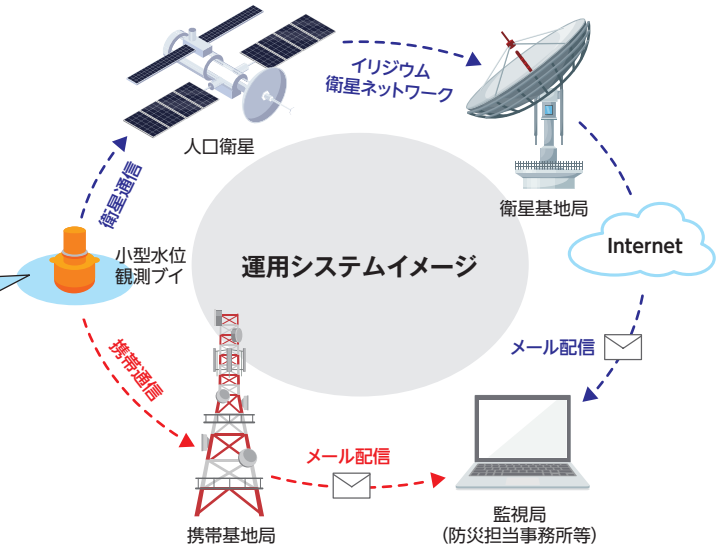 イリジウム
衛星ネットワーク
人口衛星
衛星通信
衛星基地局
小型水位
観測ブイ
運用システムイメージ
Internet
携帯通信
メール配信
メール配信
携帯基地局
監視局
（防災担当事務所等）